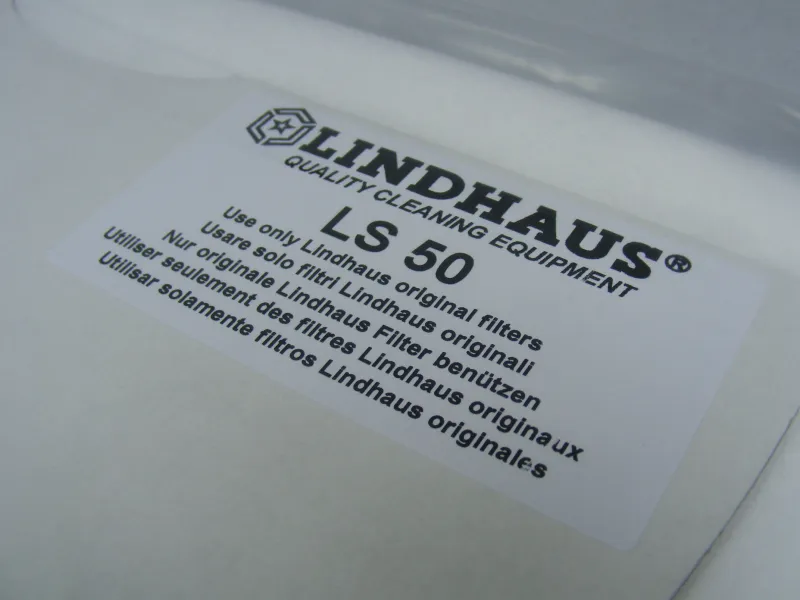 LINDHAUS®
QUALITY CLEANING EQUIPMENT
LS 50
Use only Lindhaus original filters
Usare solo filtri Lindhaus originali
Nur originale Lindhaus Filter benützen
Utiliser seulement des filtres Lindhaus originaux
Utilisar solamente filtros Lindhaus originales